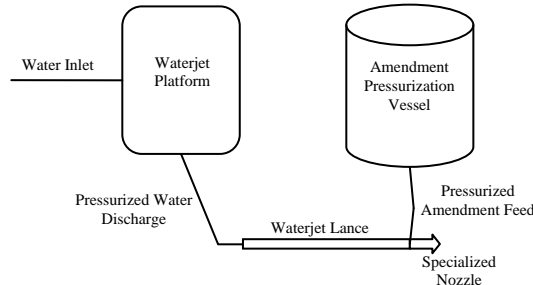 Water Inlet
Waterjet
Platform
Amendment
Pressurization
Vessel
Pressurized Water
Discharge
Pressurized
Amendment Feed
Waterjet Lance
Specialized
Nozzle